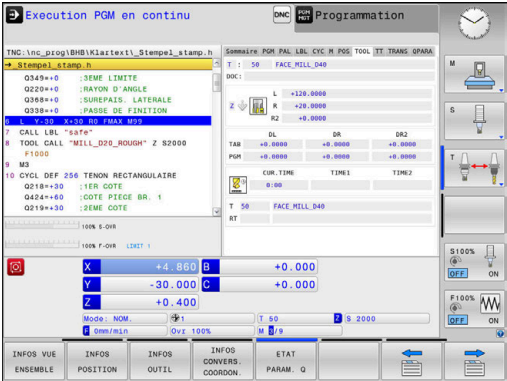 Execution PGM en continu
DNC
PGM MGT
Programmation
TNC:\nc_prog\BHB\Klartext\_Stempel_stamp.h
→_Stempel_stamp.h
Q349=+0 ;3EME LIMITE
Q220=+0 ;RAYON D'ANGLE
Q368=+0 ;SUREPAIS. LATERALE
Q338=+0 ;PASSE DE FINITION
6 L Y-30 X+30 R0 FMAX M99
7 CALL LBL "safe"
8 TOOL CALL "MILL_D20_ROUGH" Z S2000
F1000
9 M3
10 CYCL DEF 256 TENON RECTANGULAIRE
Q218=+30 ;1ER COTE
Q424=+60 ;COTE PIECE BR. 1
Q219=+30 ;2EME COTE
100% S-OVR
100% F-OVR LIMIT 1
Sommaire PGM PAL LBL CYC M POS TOOL TT TRANS QPARA
T : 50 FACE_MILL_D40
DOC:
Z
L +120.0000
R +20.0000
R2 +0.0000
DL DR DR2
TAB +0.0000 +0.0000 +0.0000
PGM +0.0000 +0.0000 +0.0000
CUR.TIME TIME1 TIME2
0:00
T 50 FACE_MILL_D40
RT
X +4.860 B +0.000
Y -30.000 C +0.000
Z +0.400
Mode: NOM. 1 T 50 Z S 2000
F 0mm/min Ovr 100% M 3/9
M
S
T
S100%
OFF ON
F100%
OFF ON
INFOS VUE ENSEMBLE
INFOS POSITION
INFOS OUTIL
INFOS CONVERS. COORDON.
ETAT PARAM. Q